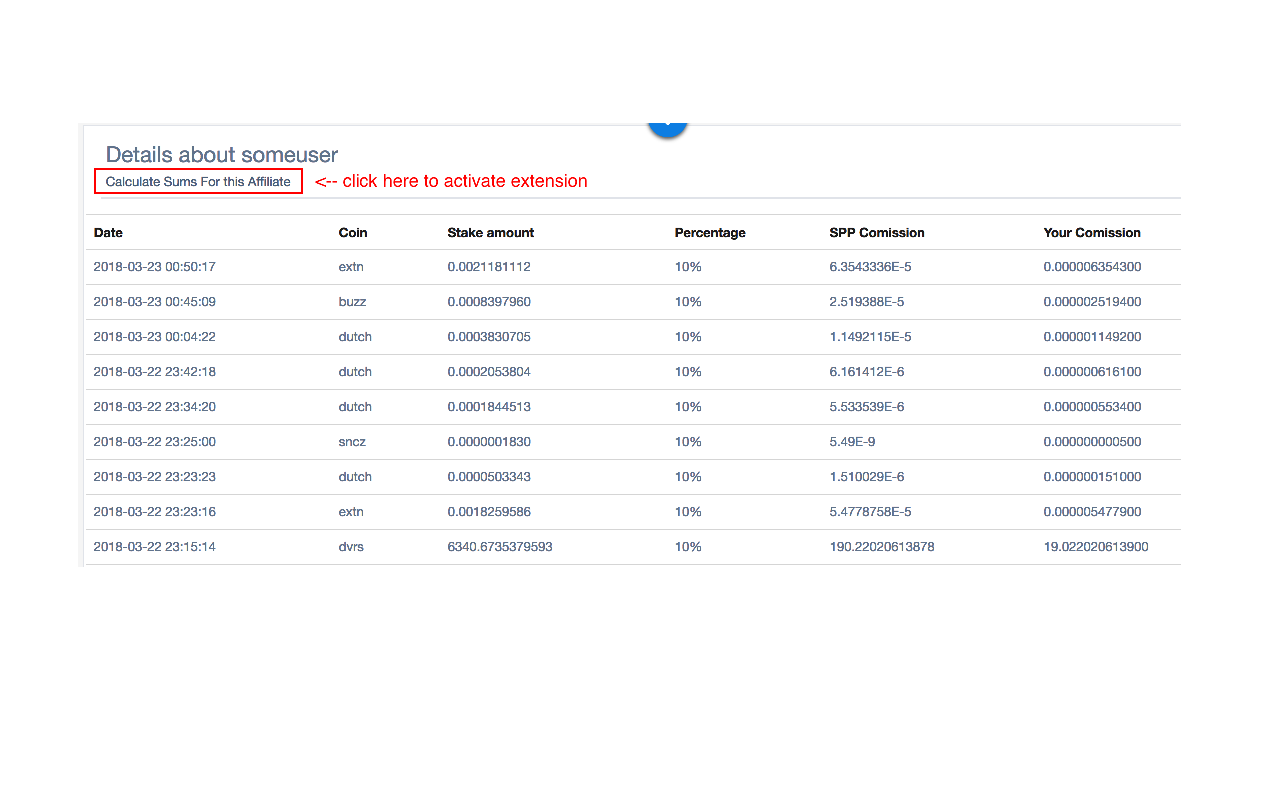 Details about someuser
Calculate Sums For this Affiliate <-- click here to activate extension
Date Coin Stake amount Percentage SPP Comission Your Comission
2018-03-23 00:50:17 extn 0.0021181112 10% 6.3543336E-5 0.000006354300
2018-03-23 00:45:09 buzz 0.0008397960 10% 2.519388E-5 0.000002519400
2018-03-23 00:04:22 dutch 0.0003830705 10% 1.1492115E-5 0.000001149200
2018-03-22 23:42:18 dutch 0.0002053804 10% 6.161412E-6 0.000000616100
2018-03-22 23:34:20 dutch 0.0001844513 10% 5.533539E-6 0.000000553400
2018-03-22 23:25:00 sncz 0.0000001830 10% 5.49E-9 0.000000000500
2018-03-22 23:23:23 dutch 0.0000503343 10% 1.510029E-6 0.000000151000
2018-03-22 23:23:16 extn 0.0018259586 10% 5.4778758E-5 0.000005477900
2018-03-22 23:15:14 dvrs 6340.6735379593 10% 190.22020613878 19.022020613900